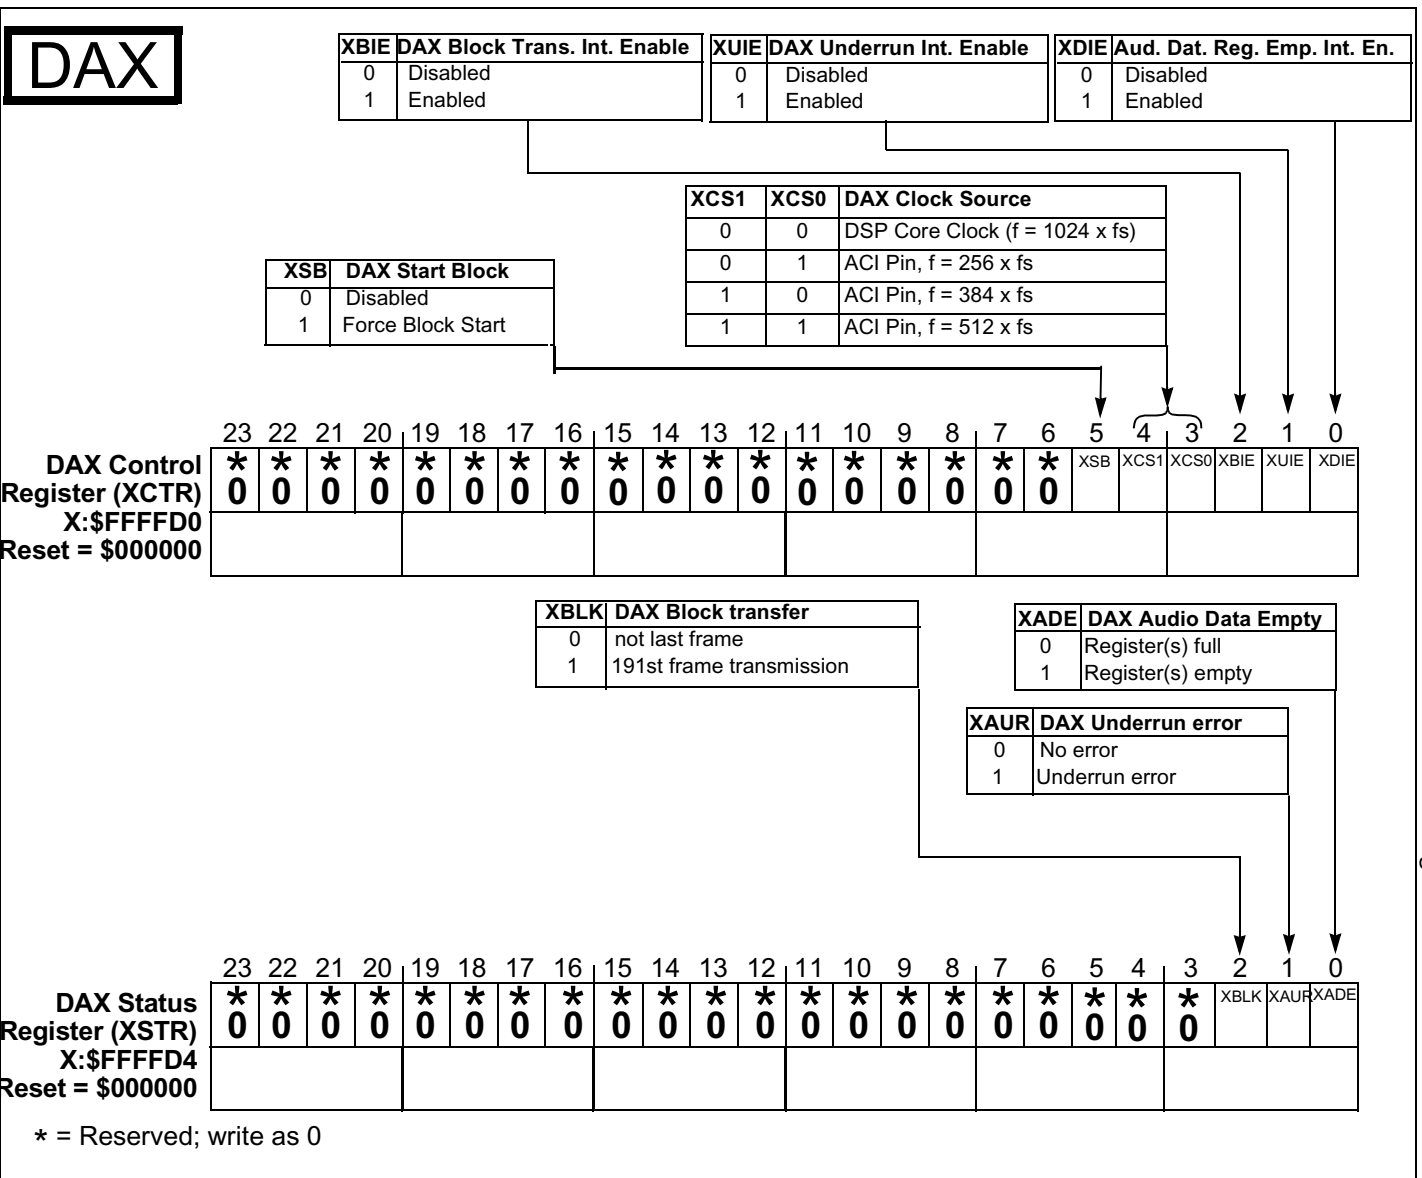 DAX
XBIE DAX Block Trans. Int. Enable
0 Disabled
1 Enabled
XUIE DAX Underrun Int. Enable
0 Disabled
1 Enabled
XDIE Aud. Dat. Reg. Emp. Int. En.
0 Disabled
1 Enabled
XCS1 XCS0 DAX Clock Source
0 0 DSP Core Clock (f = 1024 x fs)
0 1 ACI Pin, f = 256 x fs
1 0 ACI Pin, f = 384 x fs
1 1 ACI Pin, f = 512 x fs
XSB DAX Start Block
0 Disabled
1 Force Block Start
23 22 21 20 19 18 17 16 15 14 13 12 11 10 9 8 7 6 5 4 3 2 1 0
DAX Control
Register (XCTR)
X:$FFFFD0
Reset = $000000
* * * * * * * * * * * * * * * * * * XSB XCS1 XCS0 XBIE XUIE XDIE
0 0 0 0 0 0 0 0 0 0 0 0 0 0 0 0 0 0
XBLK DAX Block transfer
0 not last frame
1 191st frame transmission
XADE DAX Audio Data Empty
0 Register(s) full
1 Register(s) empty
XAUR DAX Underrun error
0 No error
1 Underrun error
23 22 21 20 19 18 17 16 15 14 13 12 11 10 9 8 7 6 5 4 3 2 1 0
DAX Status
Register (XSTR)
X:$FFFFD4
Reset = $000000
* * * * * * * * * * * * * * * * * * * * * XBLK XAUR XADE
0 0 0 0 0 0 0 0 0 0 0 0 0 0 0 0 0 0 0 0 0
* = Reserved; write as 0